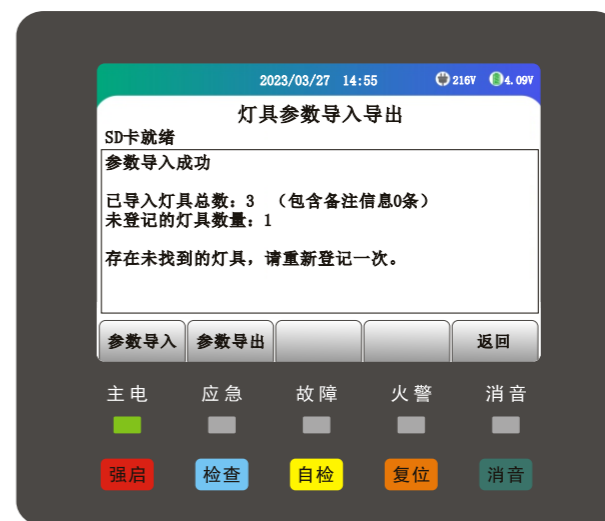 2023/03/27 14:55 216V 4.09V
灯具参数导入导出
SD卡就绪
参数导入成功
已导入灯具总数：3 （包含备注信息0条）
未登记的灯具数量：1
存在未找到的灯具，请重新登记一次。
参数导入 参数导出 返回
主电 应急 故障 火警 消音
强启 检查 自检 复位 消音